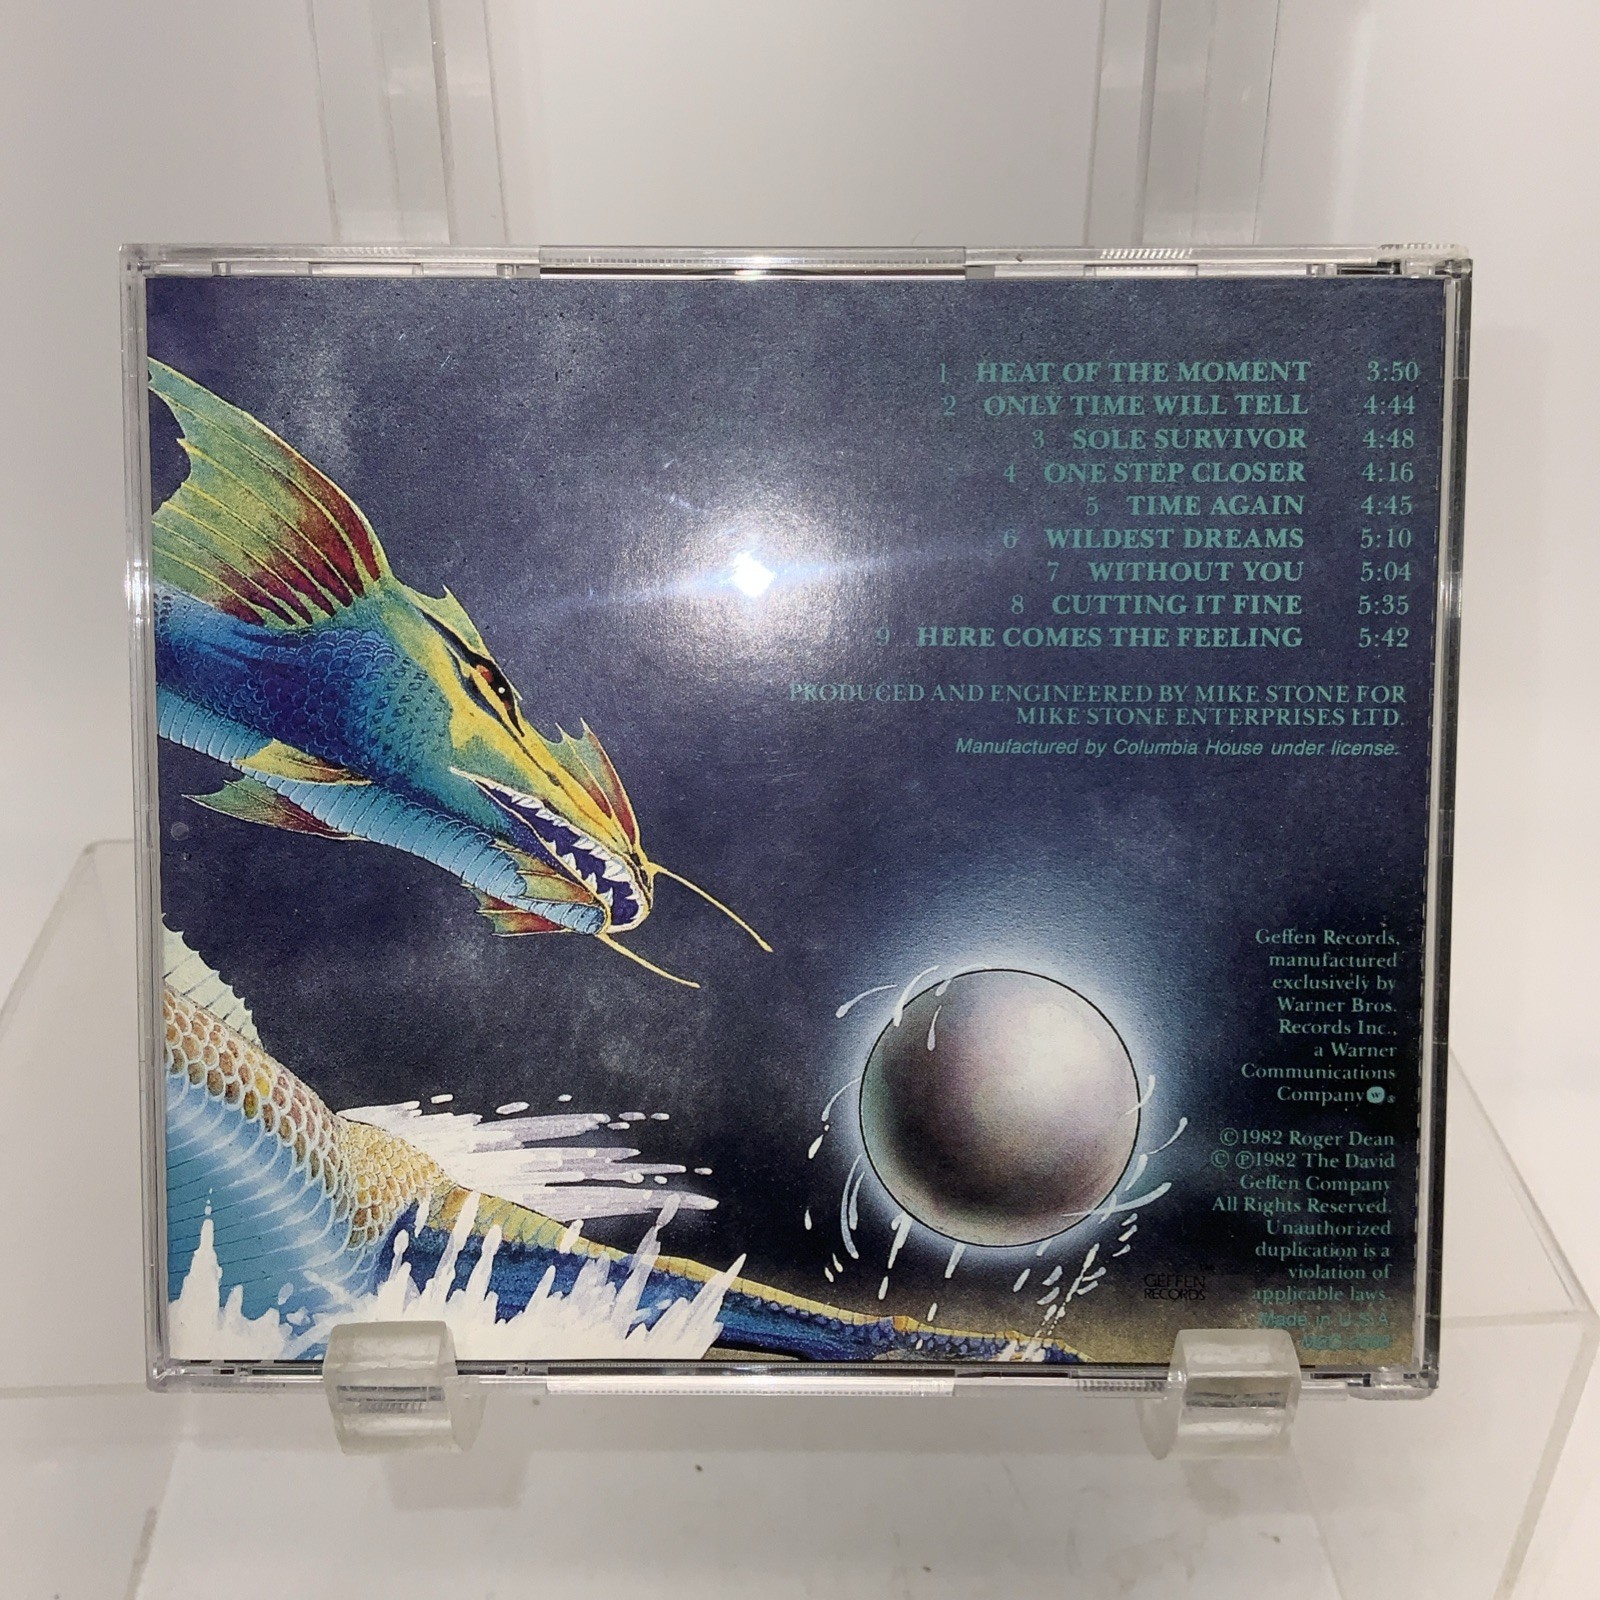 1 HEAT OF THE MOMENT 3:50
2 ONLY TIME WILL TELL 4:44
3 SOLE SURVIVOR 4:48
4 ONE STEP CLOSER 4:16
5 TIME AGAIN 4:45
6 WILDEST DREAMS 5:10
7 WITHOUT YOU 5:04
8 CUTTING IT FINE 5:35
9 HERE COMES THE FEELING 5:42
PRODUCED AND ENGINEERED BY MIKE STONE FOR
MIKE STONE ENTERPRISES LTD.
Manufactured by Columbia House under license.
Geffen Records,
manufactured
exclusively by
Warner Bros.
Records Inc.,
a Warner
Communications
Company W ®
©1982 Roger Dean
© ℗1982 The David
Geffen Company
All Rights Reserved.
Unauthorized
duplication is a
violation of
applicable laws.
Made in U.S.A.
GEFFEN
RECORDS™